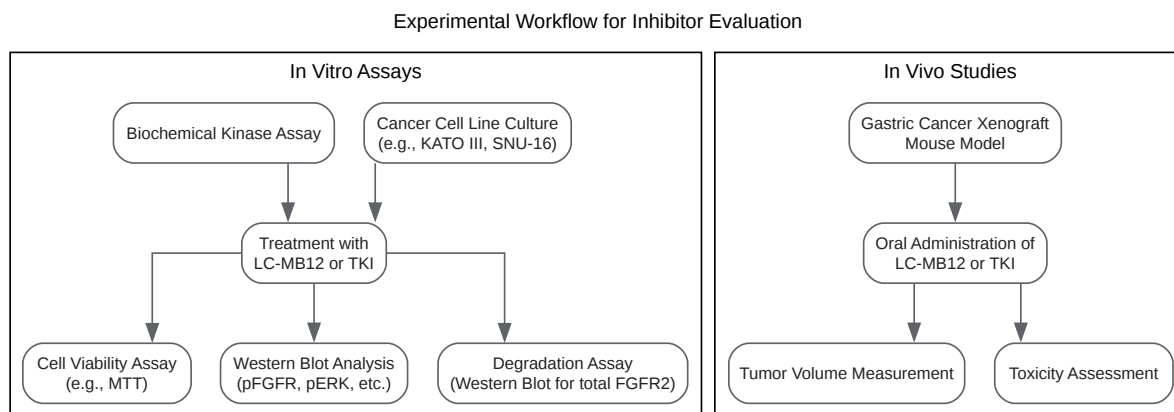 Experimental Workflow for Inhibitor Evaluation
In Vitro Assays
Biochemical Kinase Assay
Cancer Cell Line Culture
(e.g., KATO III, SNU-16)
Treatment with
LC-MB12 or TKI
Cell Viability Assay
(e.g., MTT)
Western Blot Analysis
(pFGFR, pERK, etc.)
Degradation Assay
(Western Blot for total FGFR2)
In Vivo Studies
Gastric Cancer Xenograft
Mouse Model
Oral Administration of
LC-MB12 or TKI
Tumor Volume Measurement
Toxicity Assessment